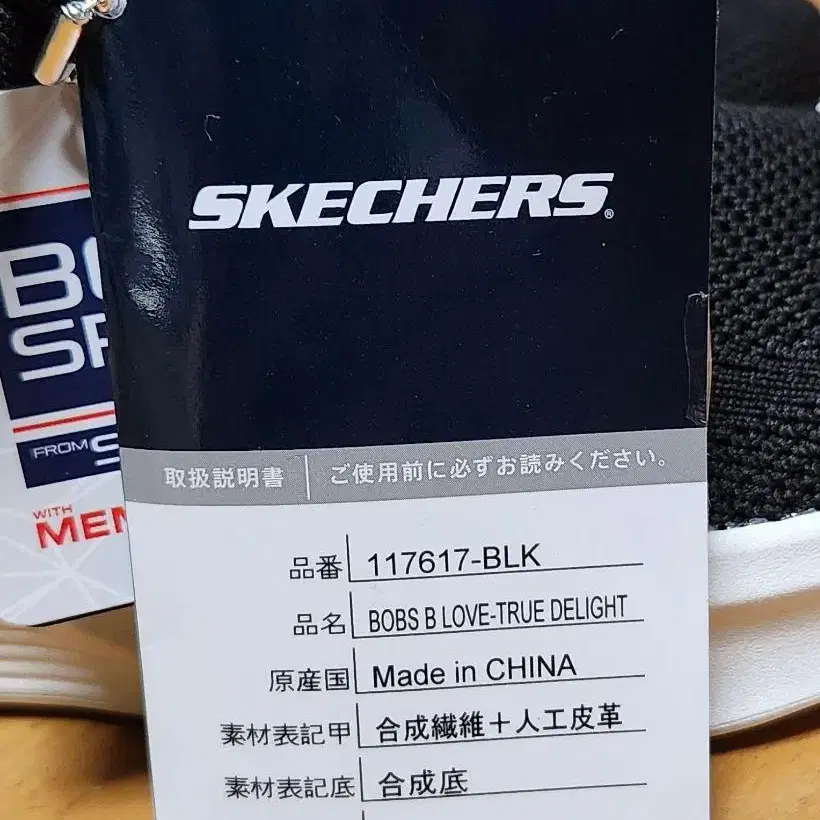 SKECHERS®
取扱説明書 ご使用前に必ずお読みください。
品番 117617-BLK
品名 BOBS B LOVE-TRUE DELIGHT
原産国 Made in CHINA
素材表記甲 合成繊維＋人工皮革
素材表記底 合成底
FROM
WITH